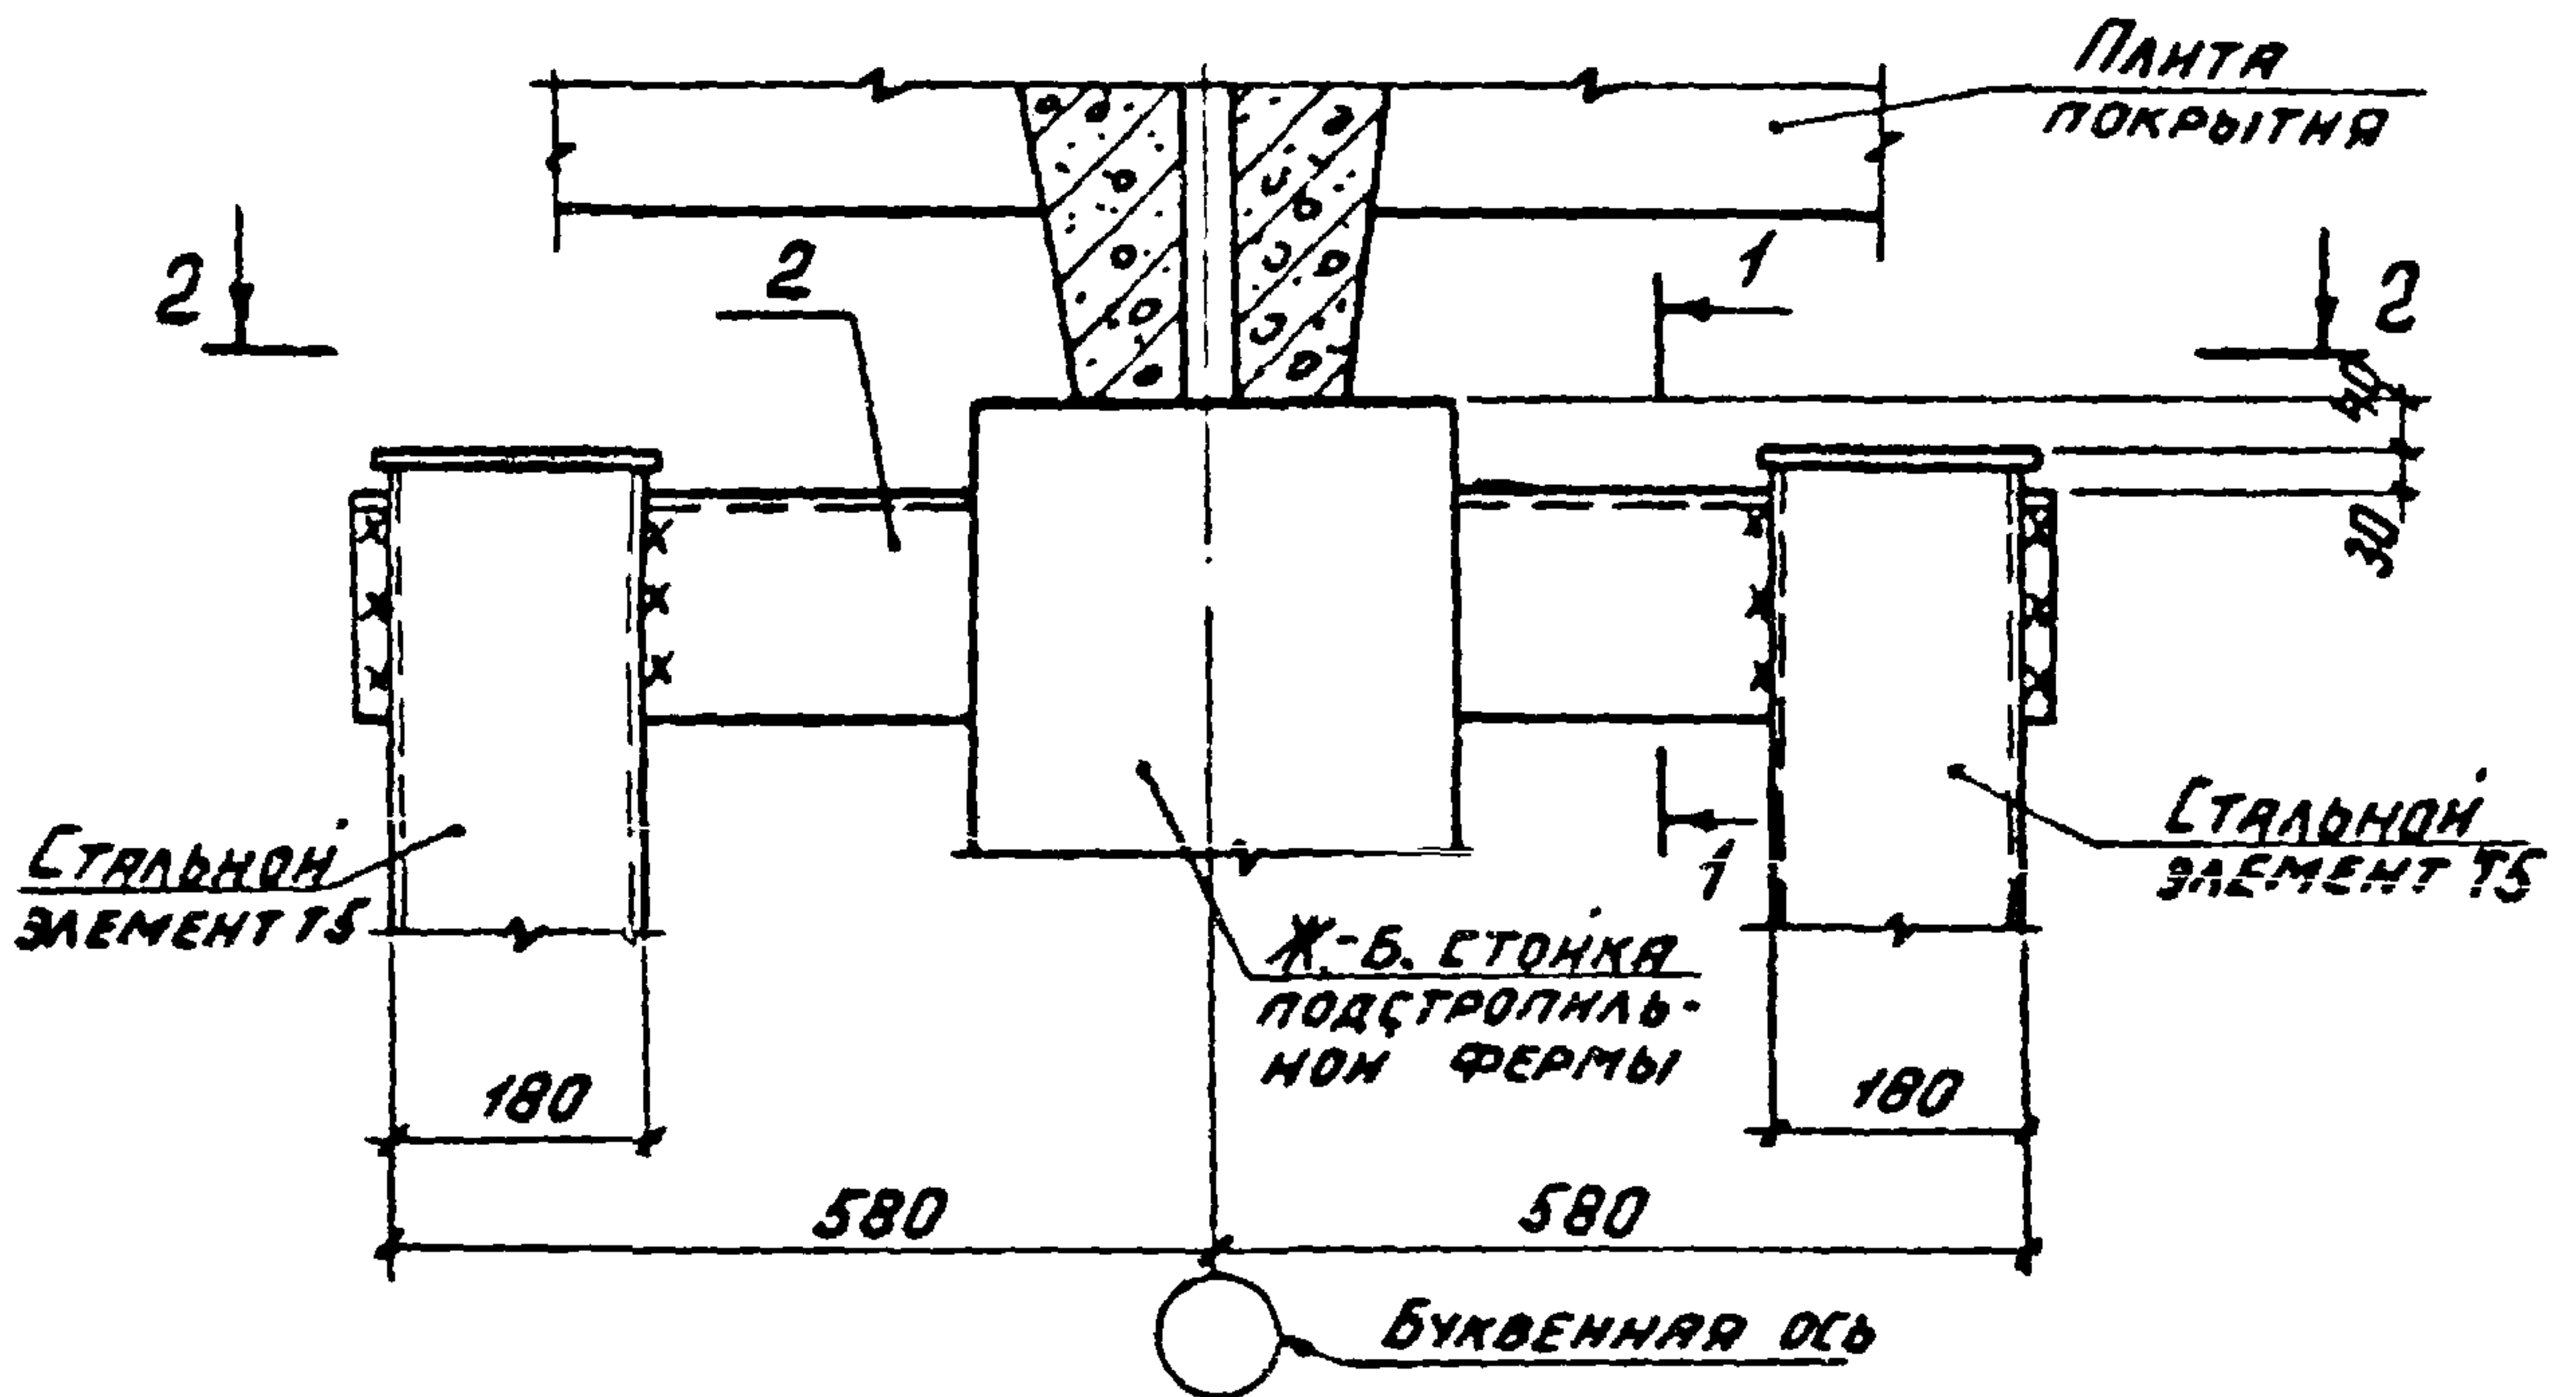 Плита
покрытия
2
2
1
2
40
30
Стальной
элемент Т5
1
Стальной
элемент Т5
Ж.-Б. стойка
подстропиль-
ной фермы
180
180
580
580
Буквенная ось